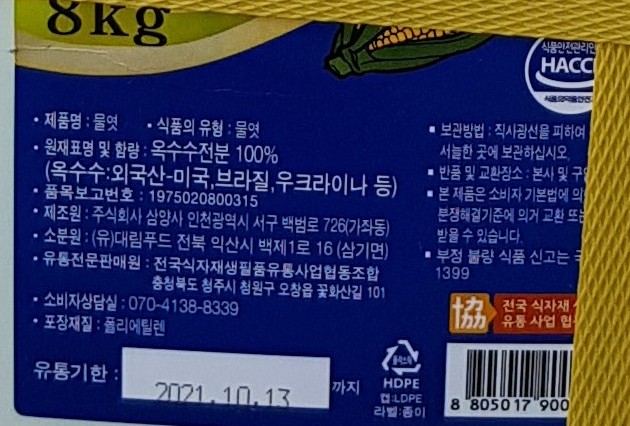 8kg
식품안전관리인
HACC
• 제품명 : 물엿 • 식품의 유형 : 물엿
• 원재료명 및 함량 : 옥수수전분 100%
(옥수수:외국산-미국,브라질,우크라이나 등)
• 품목보고번호 : 1975020800315
• 제조원 : 주식회사 삼양사 인천광역시 서구 백범로 726(가좌동)
• 소분원 : (유)대림푸드 전북 익산시 백제1로 16 (삼기면)
• 유통전문판매원 : 전국식자재생필품유통사업협동조합
충청북도 청주시 청원구 오창읍 꽃화산길 101
• 소비자상담실 : 070-4138-8339
• 포장재질 : 폴리에틸렌
유통기한 : 2021.10.13 까지
▪ 보관방법 : 직사광선을 피하여
서늘한 곳에 보관하십시오.
▪ 반품 및 교환장소 : 본사 및 구입
▪ 본 제품은 소비자 기본법에 의
분쟁해결기준에 의거 교환 또는
받을 수 있습니다.
▪ 부정 불량 식품 신고는
1399
協 전국 식자재
유통 사업 협
HDPE
캡:LDPE
라벨:종이
8 805017 900